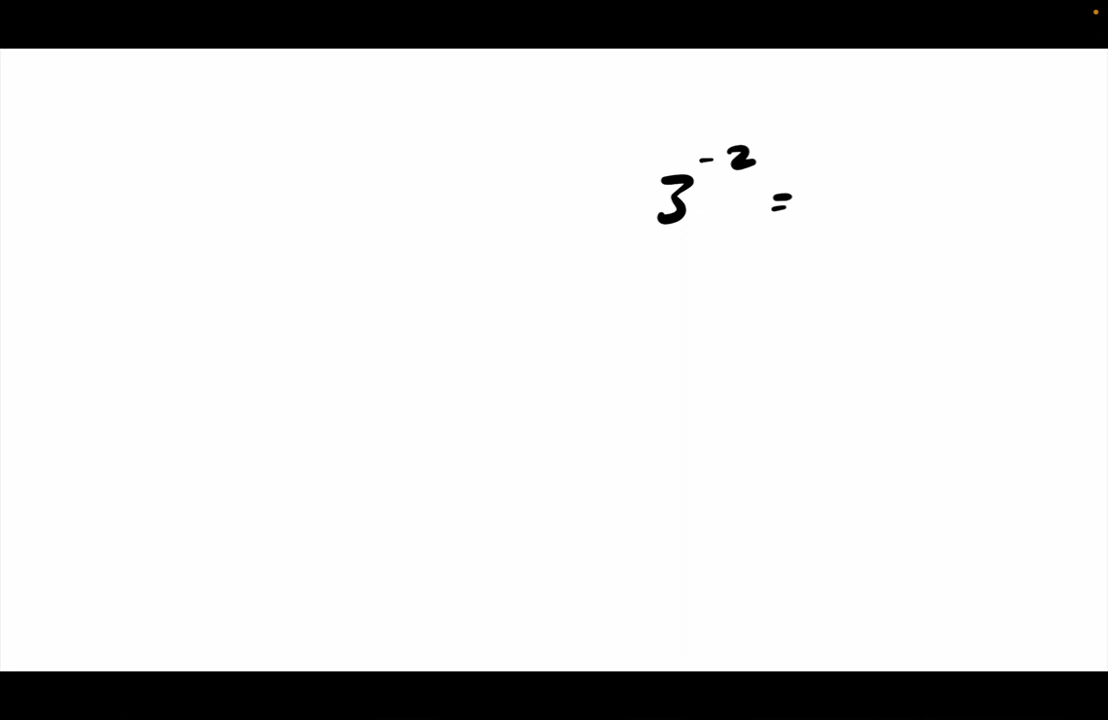 3⁻² =